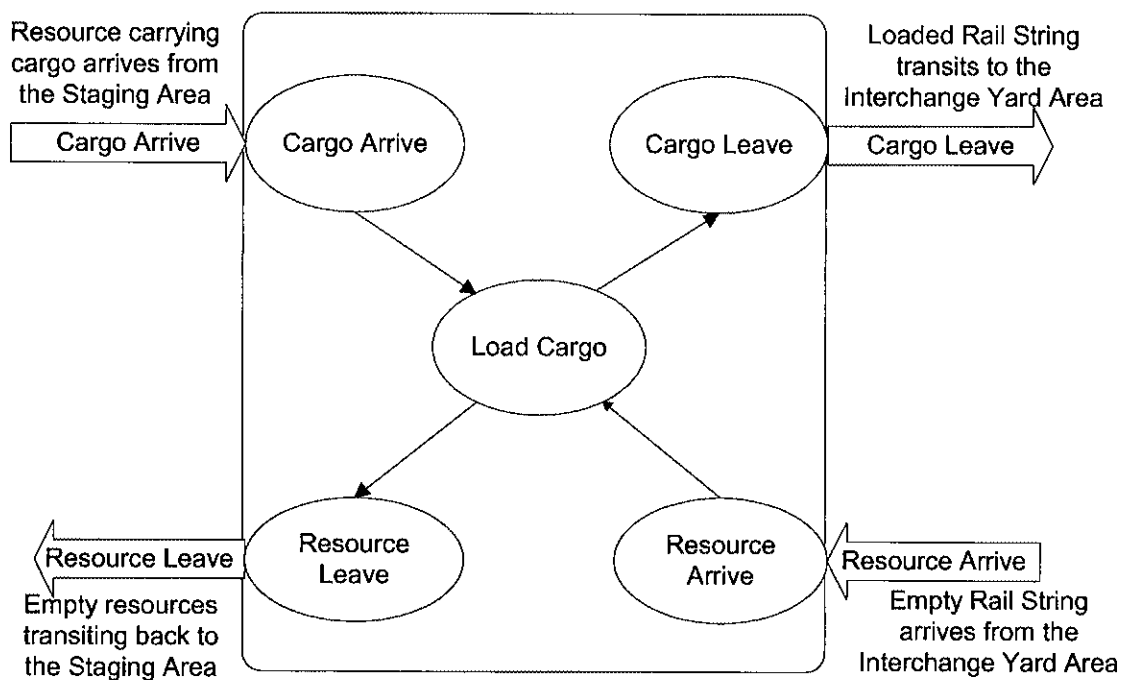 Resource carrying
cargo arrives from
the Staging Area
Cargo Arrive
Cargo Arrive
Cargo Leave
Loaded Rail String
transits to the
Interchange Yard Area
Cargo Leave
Load Cargo
Resource Leave
Empty resources
transiting back to
the Staging Area
Resource
Leave
Resource
Arrive
Resource Arrive
Empty Rail String
arrives from the
Interchange Yard Area